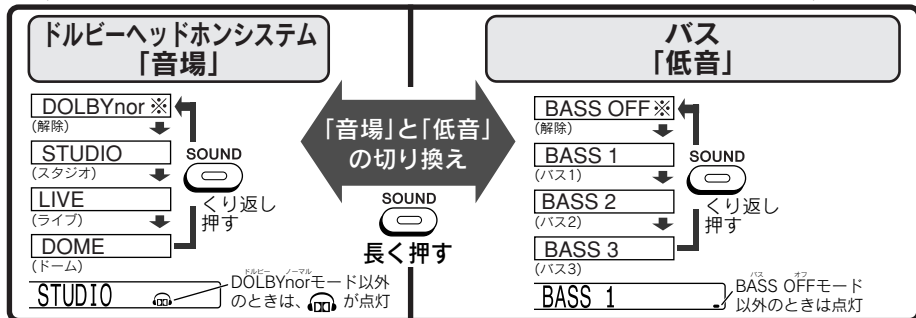 ドルビーヘッドホンシステム
「音場」
DOLBYnor ※
(解除)
STUDIO
(スタジオ)
LIVE
(ライブ)
DOME
(ドーム)
SOUND
くり返し
押す
STUDIO
ドルビー ノーマル
DOLBYnorモード以外
のときは、 が点灯
「音場」と「低音」
の切り換え
SOUND
長く押す
バス
「低音」
BASS OFF※
(解除)
BASS 1
(バス1)
BASS 2
(バス2)
BASS 3
(バス3)
SOUND
くり返し
押す
BASS 1
バス オフ
BASS OFFモード
以外のときは点灯